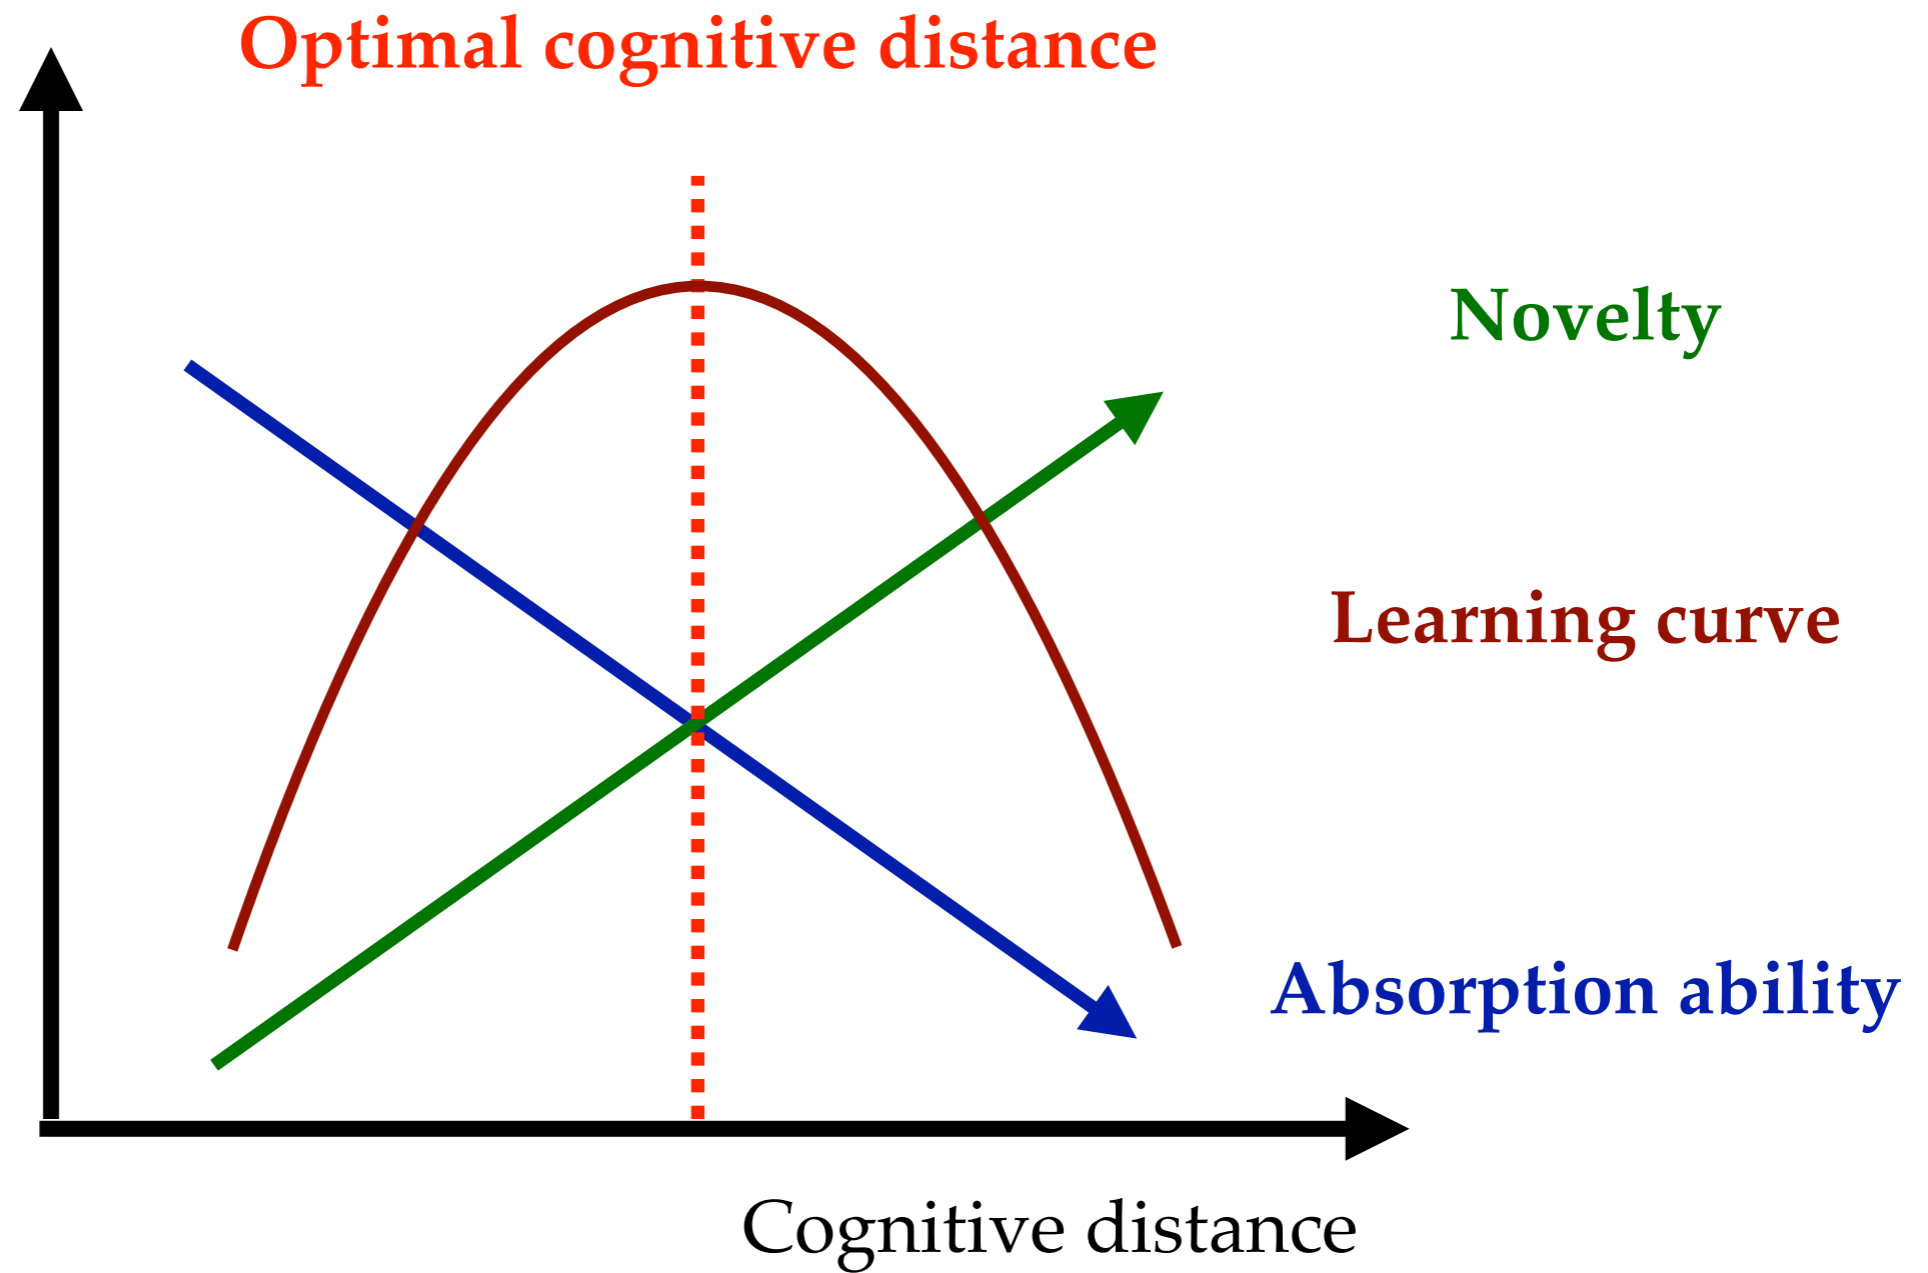 Optimal cognitive distance
Novelty
Learning curve
Absorption ability
Cognitive distance